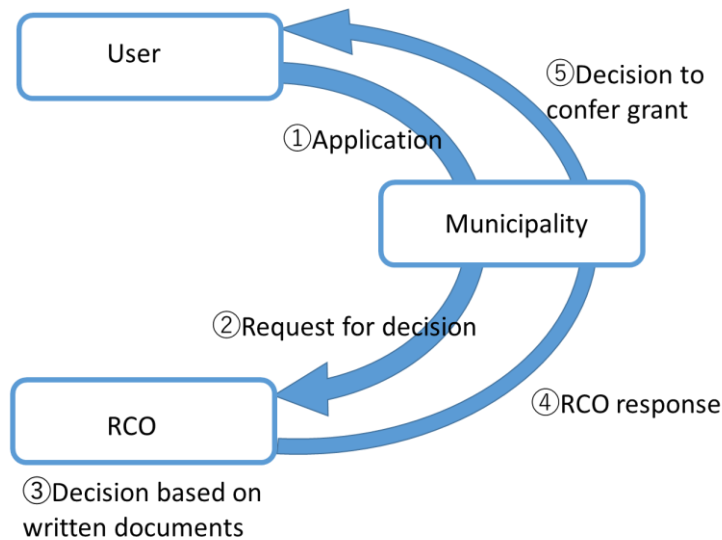 User
⑤Decision to
confer grant
①Application
Municipality
②Request for decision
④RCO response
RCO
③Decision based on
written documents